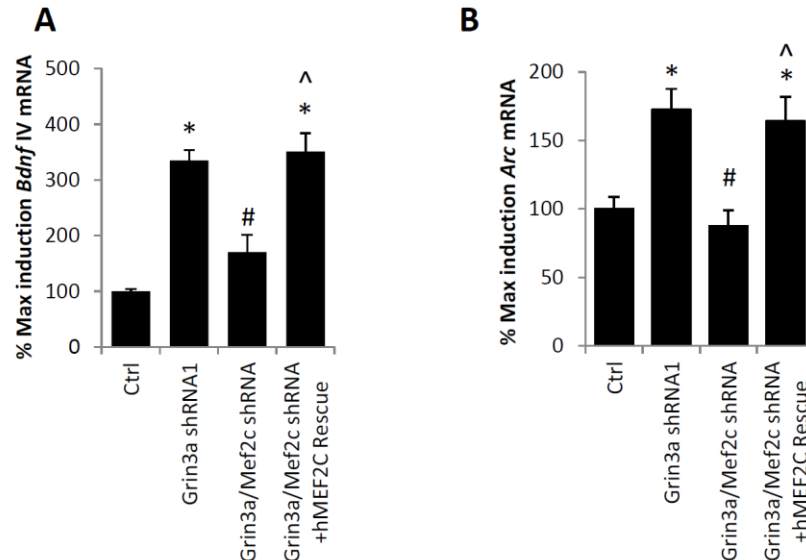 A
% Max induction Bdnf IV mRNA
500
400
300
200
100
0
*
#
^
*
Ctrl
Grin3a shRNA1
Grin3a/Mef2c shRNA
Grin3a/Mef2c shRNA
+hMEF2C Rescue
B
% Max induction Arc mRNA
200
150
100
50
0
*
#
^
*
Ctrl
Grin3a shRNA1
Grin3a/Mef2c shRNA
Grin3a/Mef2c shRNA
+hMEF2C Rescue